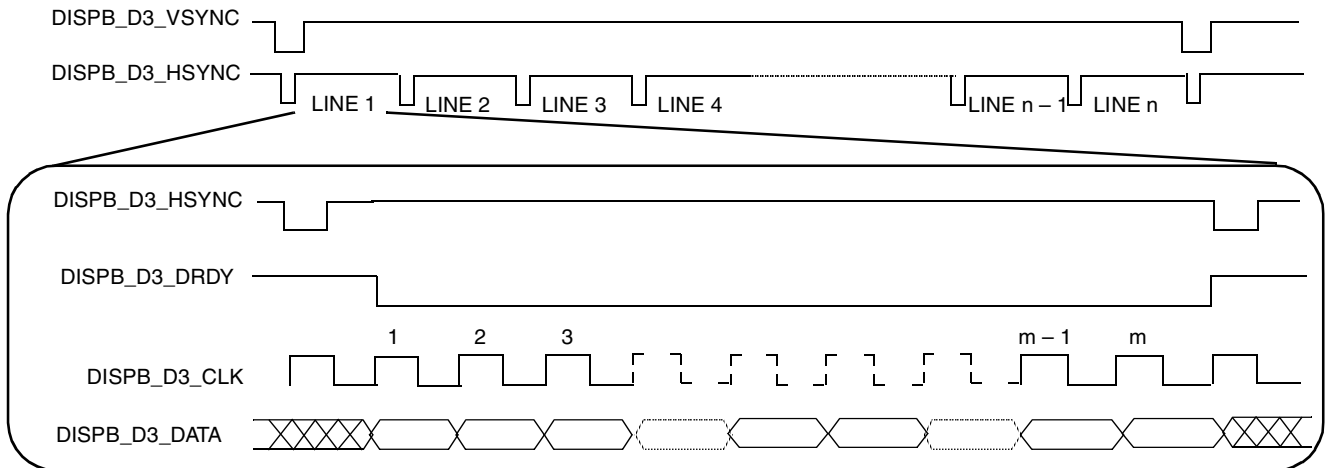 DISPB_D3_VSYNC
DISPB_D3_HSYNC
LINE 1 LINE 2 LINE 3 LINE 4 LINE n – 1 LINE n
DISPB_D3_HSYNC
DISPB_D3_DRDY
1 2 3 m – 1 m
DISPB_D3_CLK
DISPB_D3_DATA